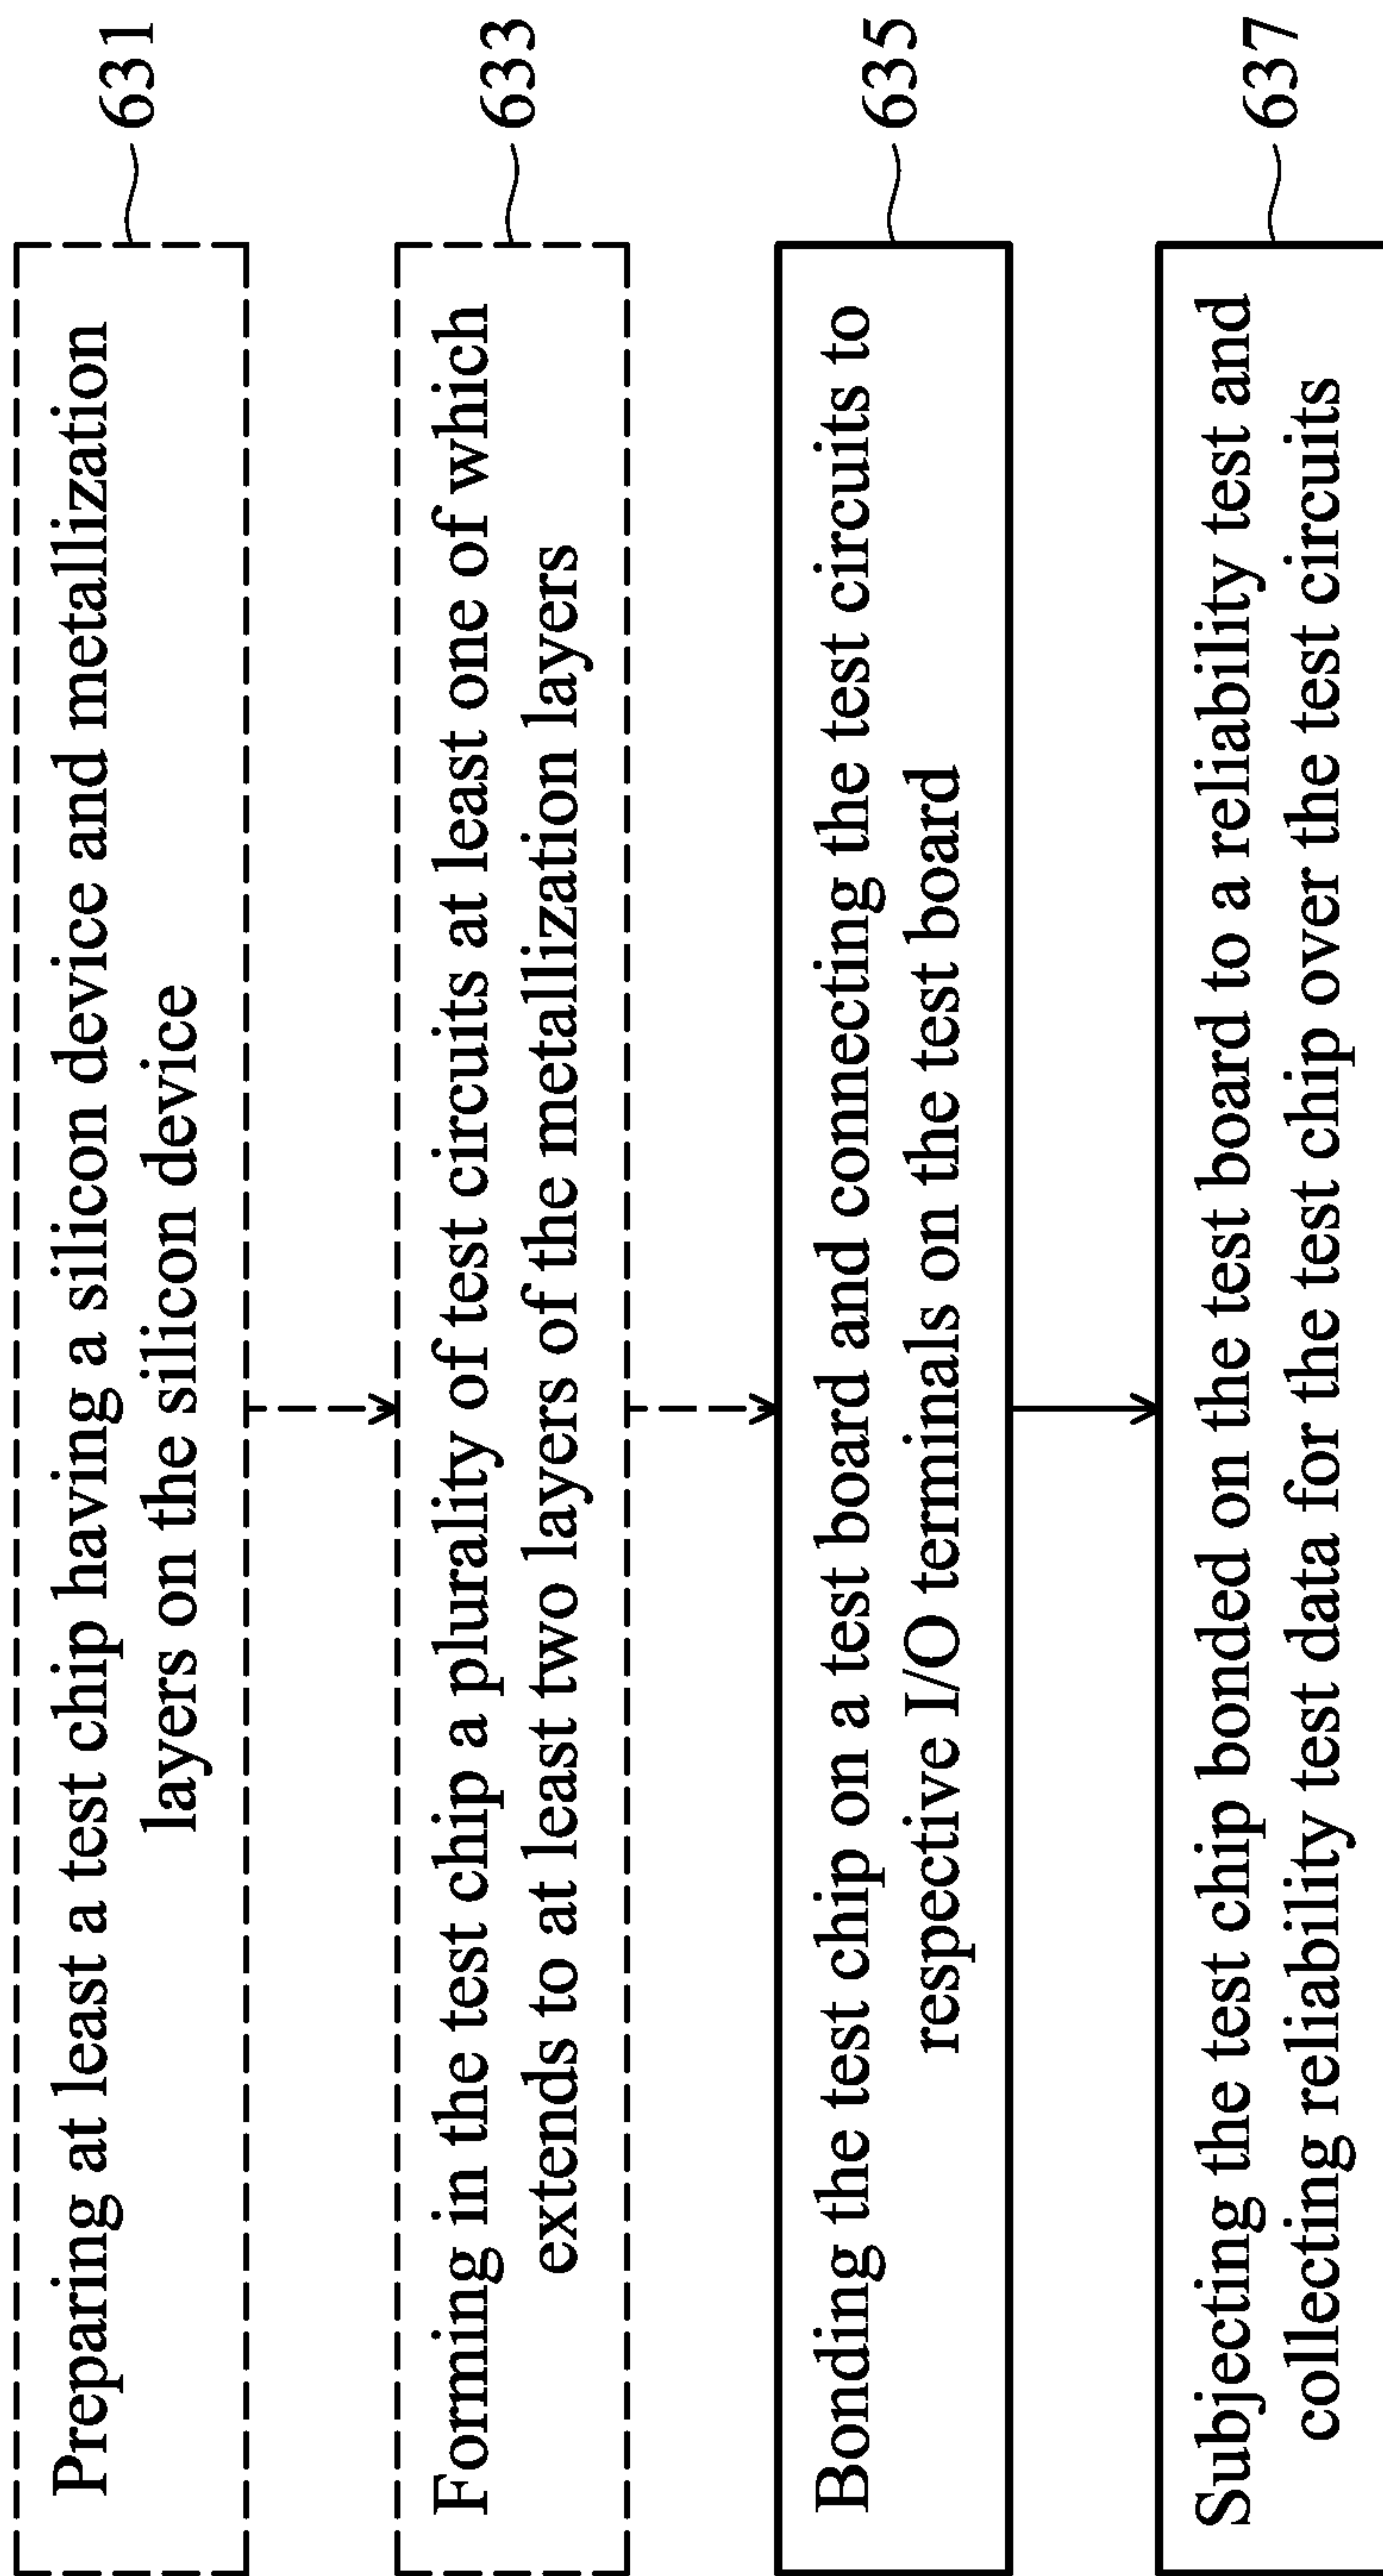 Preparing at least a test chip having a silicon device and metallization
layers on the silicon device
631
Forming in the test chip a plurality of test circuits at least one of which
extends to at least two layers of the metallization layers
633
Bonding the test chip on a test board and connecting the test circuits to
respective I/O terminals on the test board
635
Subjecting the test chip bonded on the test board to a reliability test and
collecting reliability test data for the test chip over the test circuits
637